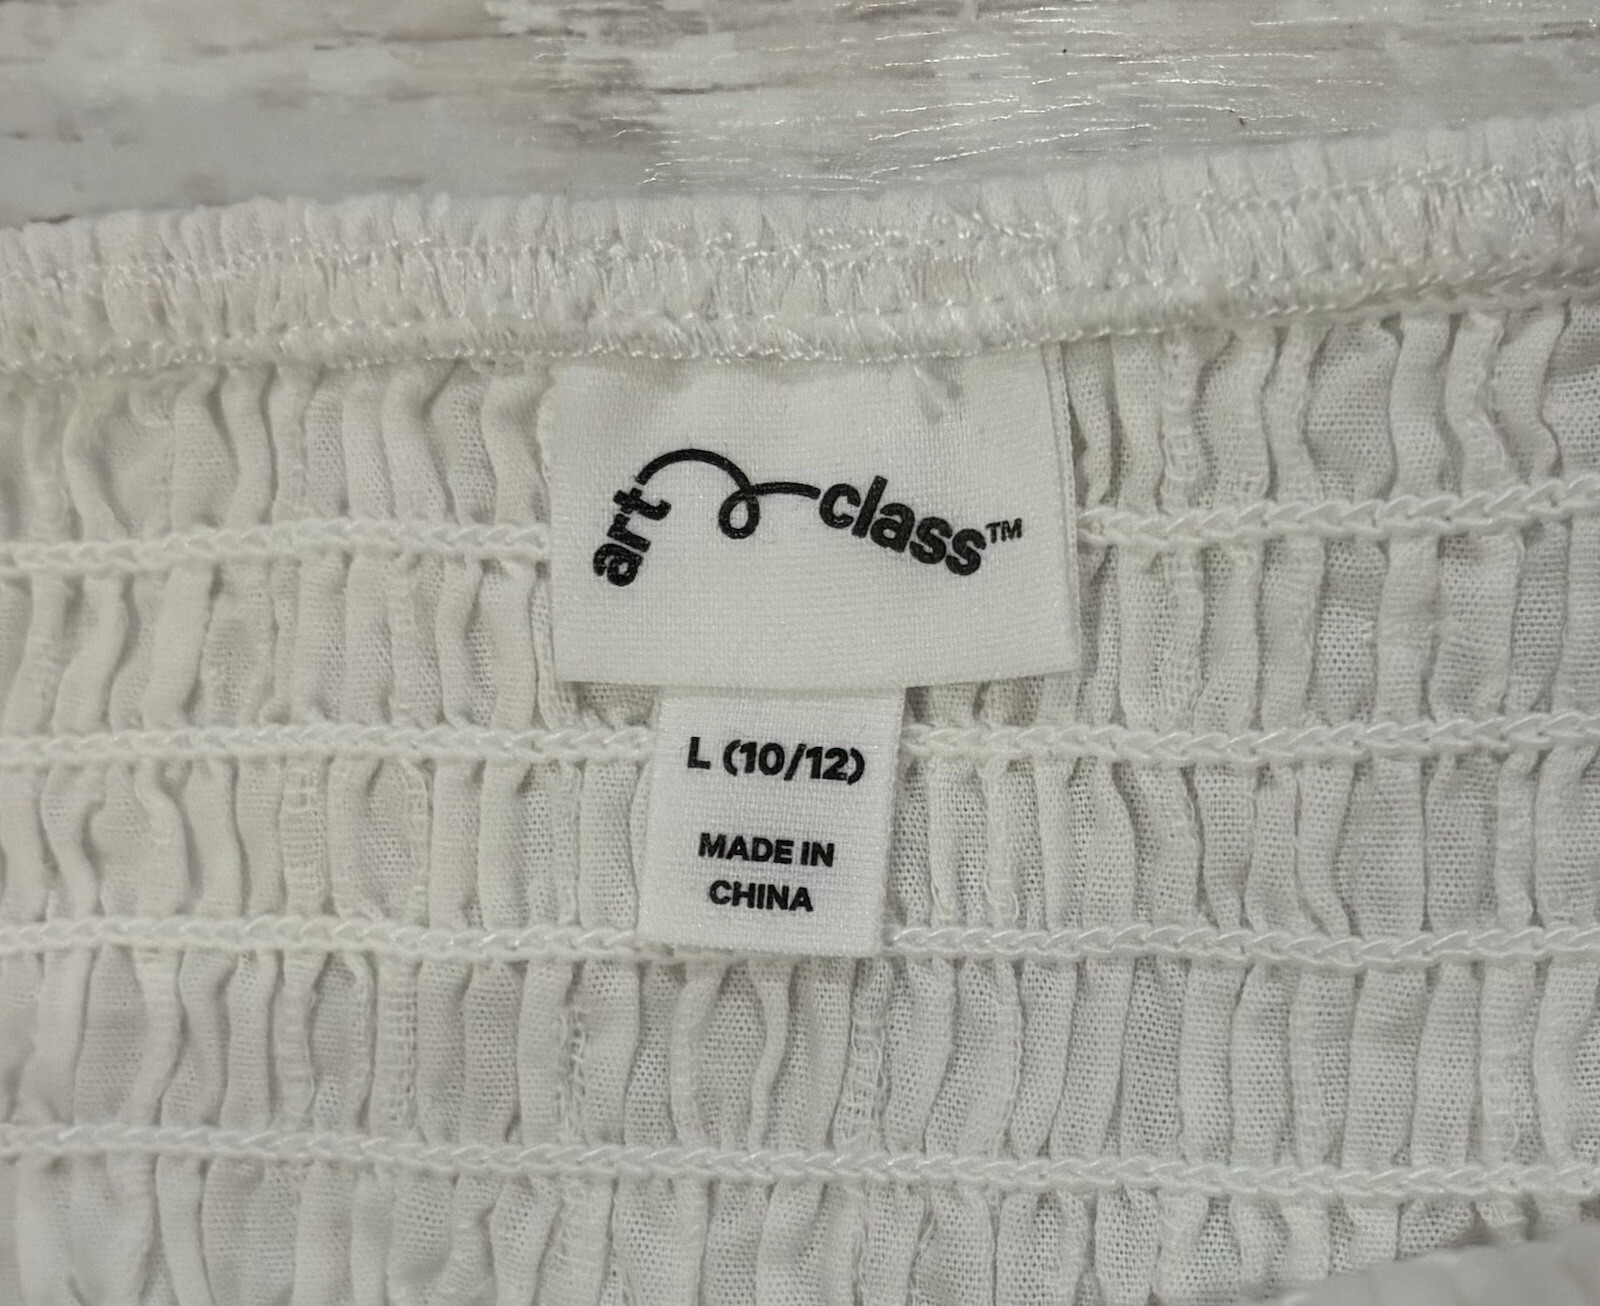 art class™
L (10/12)
MADE IN
CHINA